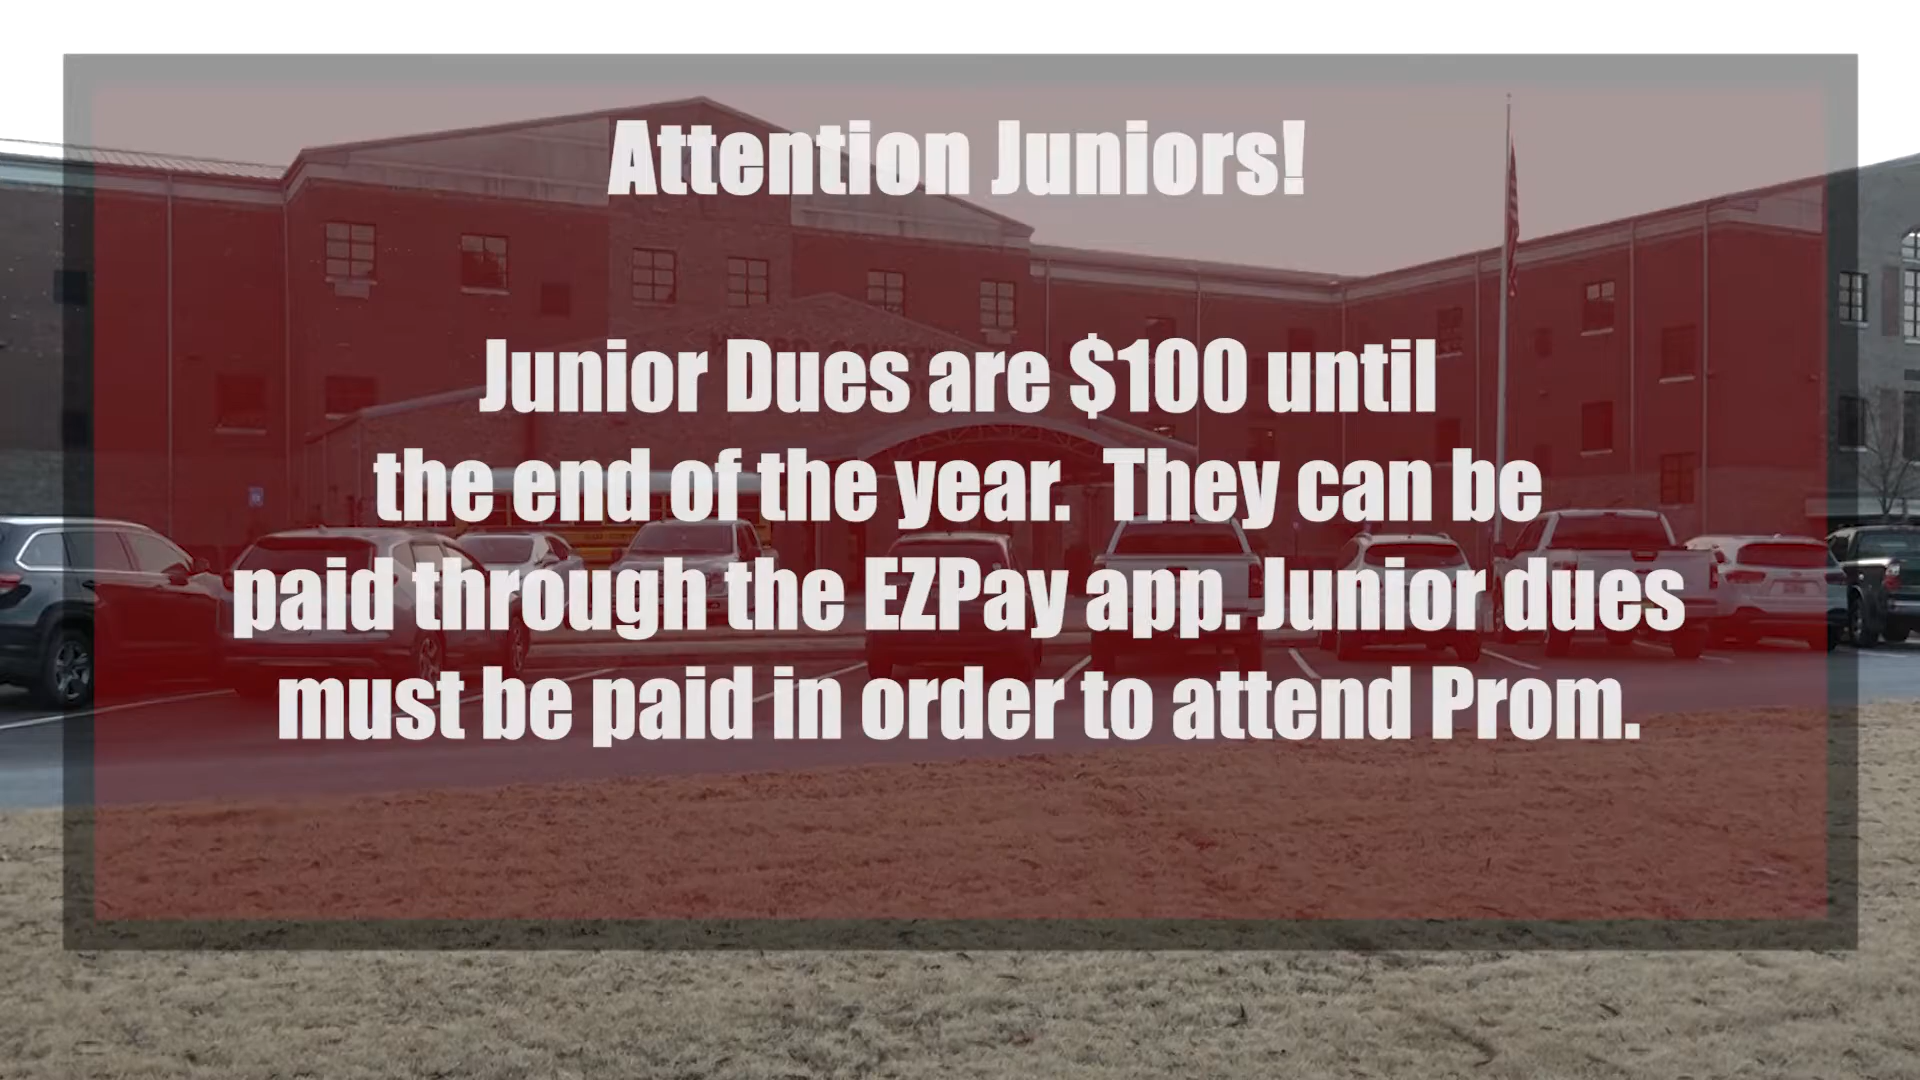 Attention Juniors!
Junior Dues are $100 until
the end of the year. They can be
paid through the EZPay app. Junior dues
must be paid in order to attend Prom.